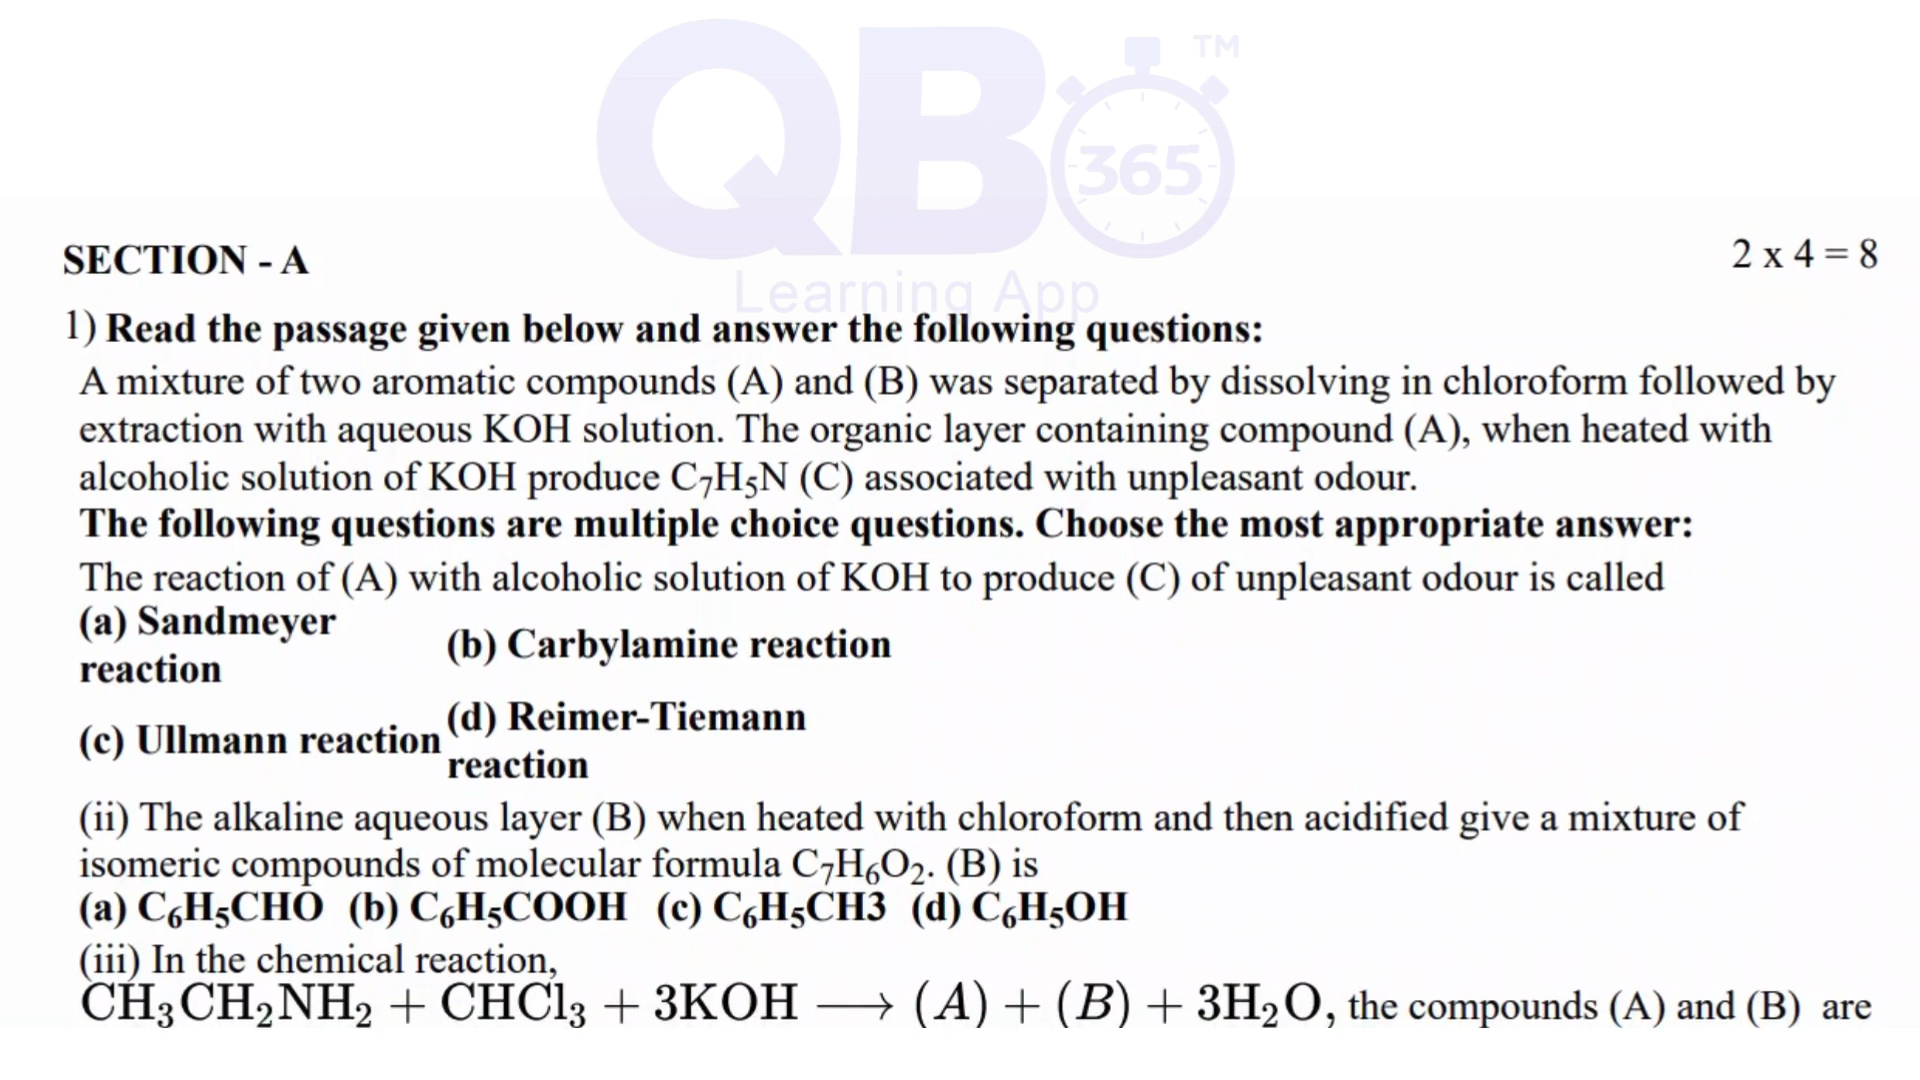 QB365 TM
Learning App
SECTION - A 2 x 4 = 8
1) Read the passage given below and answer the following questions:
A mixture of two aromatic compounds (A) and (B) was separated by dissolving in chloroform followed by
extraction with aqueous KOH solution. The organic layer containing compound (A), when heated with
alcoholic solution of KOH produce C₇H₅N (C) associated with unpleasant odour.
The following questions are multiple choice questions. Choose the most appropriate answer:
The reaction of (A) with alcoholic solution of KOH to produce (C) of unpleasant odour is called
(a) Sandmeyer
reaction
(b) Carbylamine reaction
(c) Ullmann reaction
(d) Reimer-Tiemann
reaction
(ii) The alkaline aqueous layer (B) when heated with chloroform and then acidified give a mixture of
isomeric compounds of molecular formula C₇H₆O₂. (B) is
(a) C₆H₅CHO (b) C₆H₅COOH (c) C₆H₅CH3 (d) C₆H₅OH
(iii) In the chemical reaction,
CH₃CH₂NH₂ + CHCl₃ + 3KOH ⟶ (A) + (B) + 3H₂O, the compounds (A) and (B) are